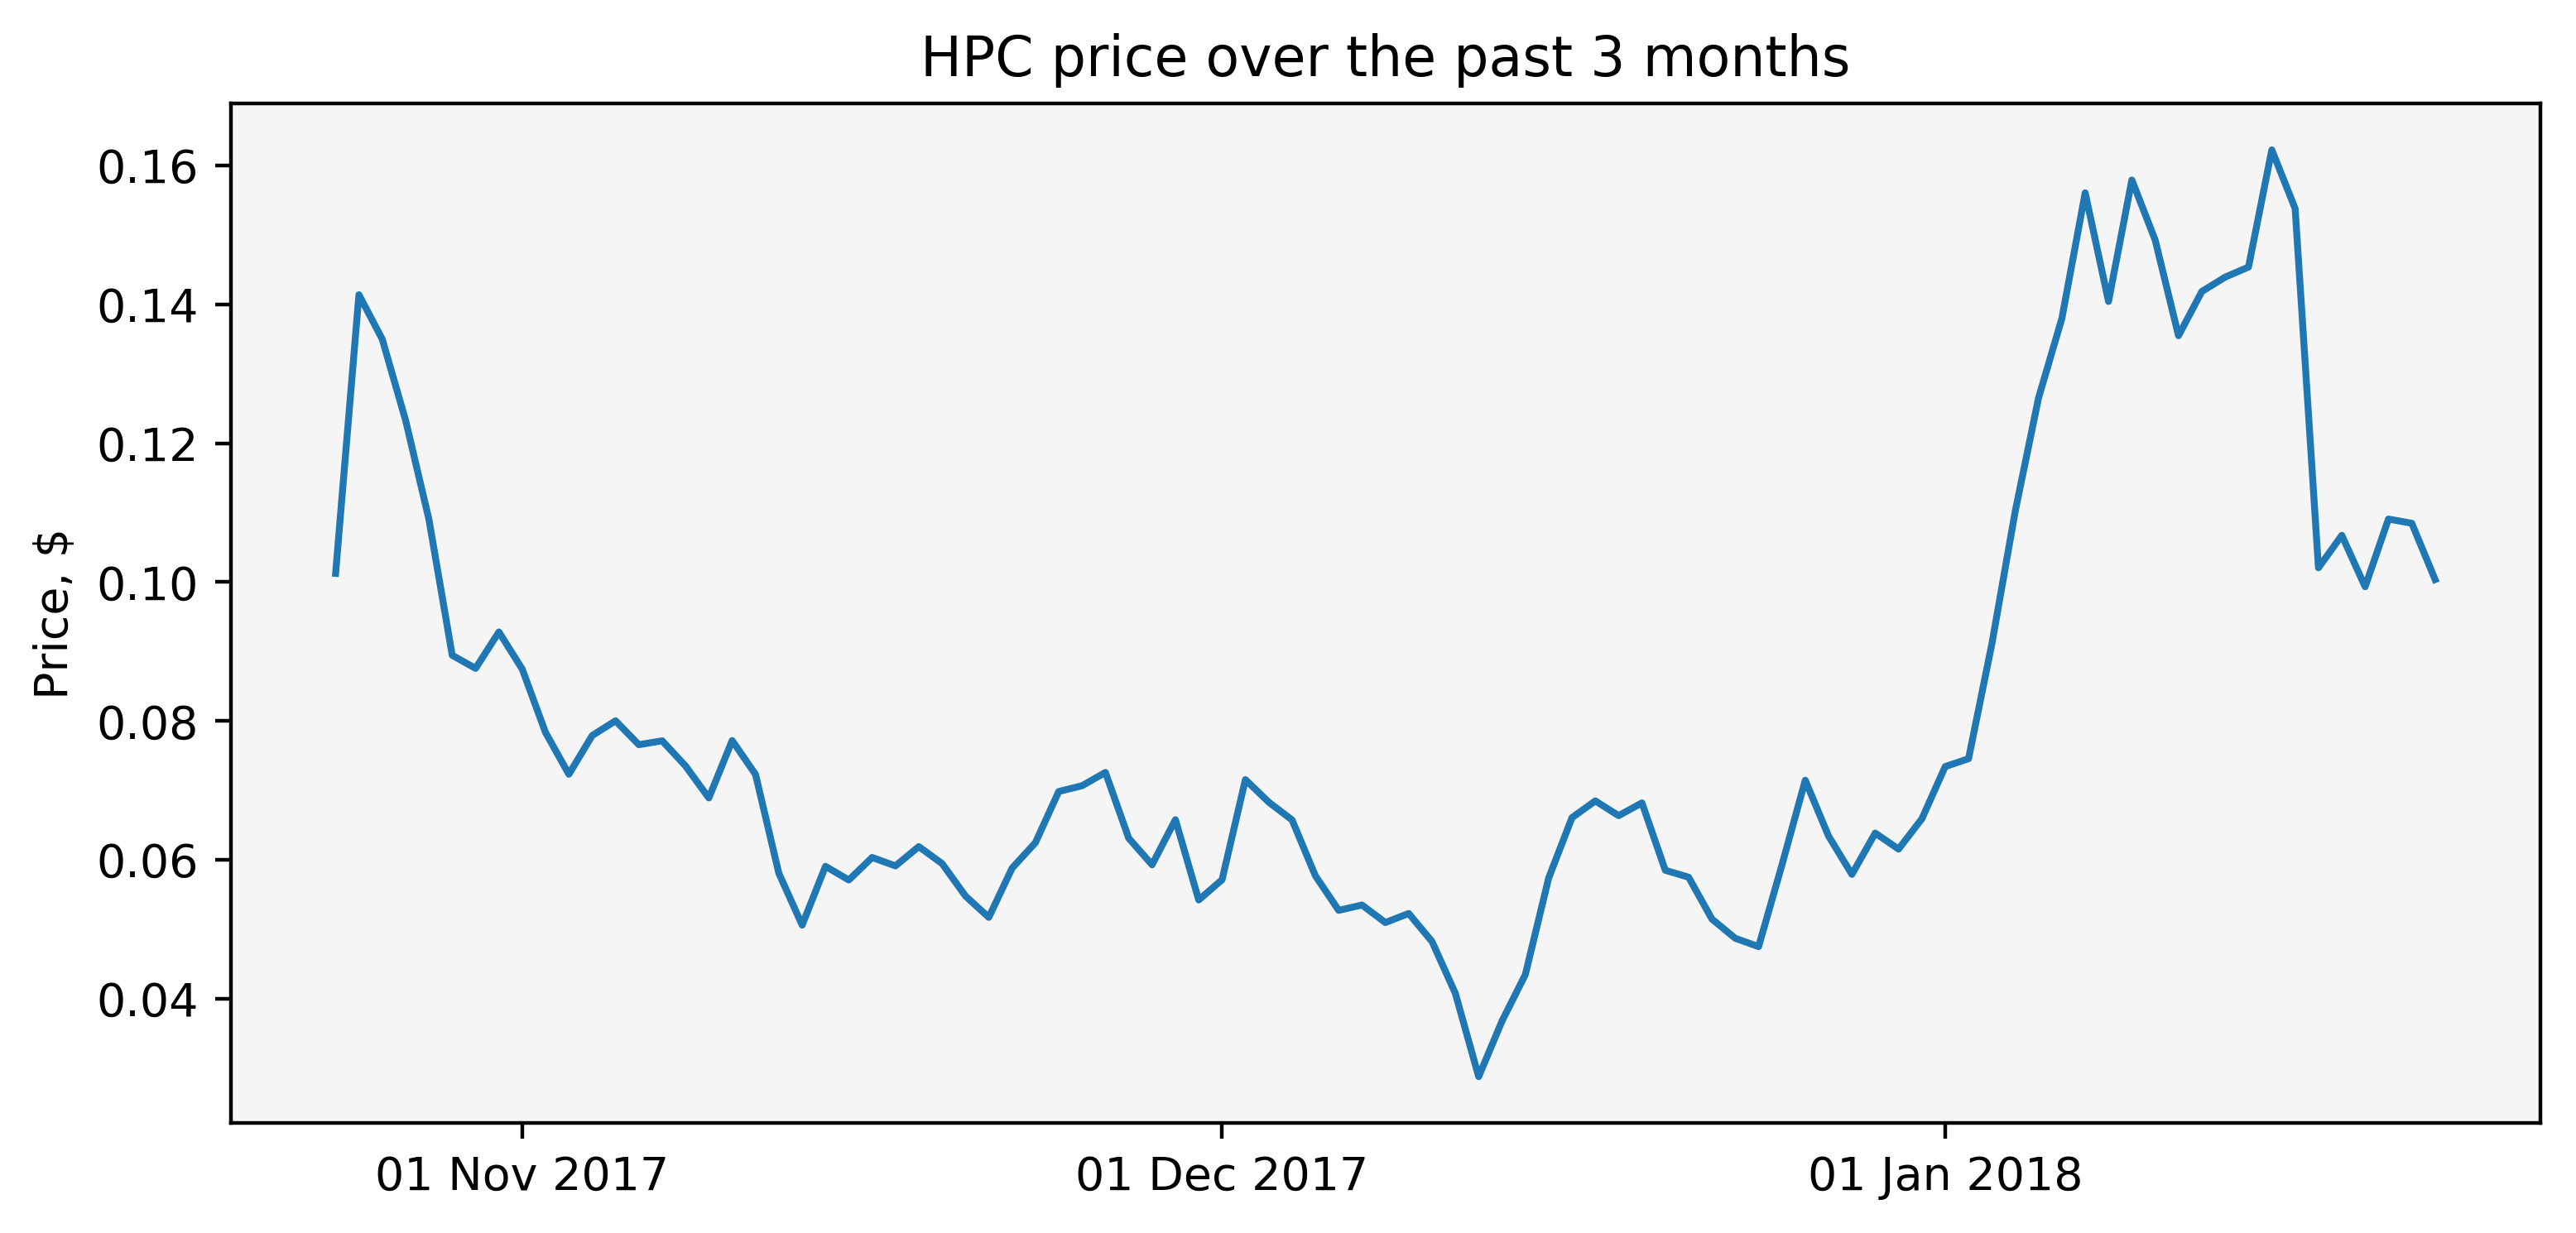 HPC price over the past 3 months
Price, $
0.16
0.14
0.12
0.10
0.08
0.06
0.04
01 Nov 2017
01 Dec 2017
01 Jan 2018